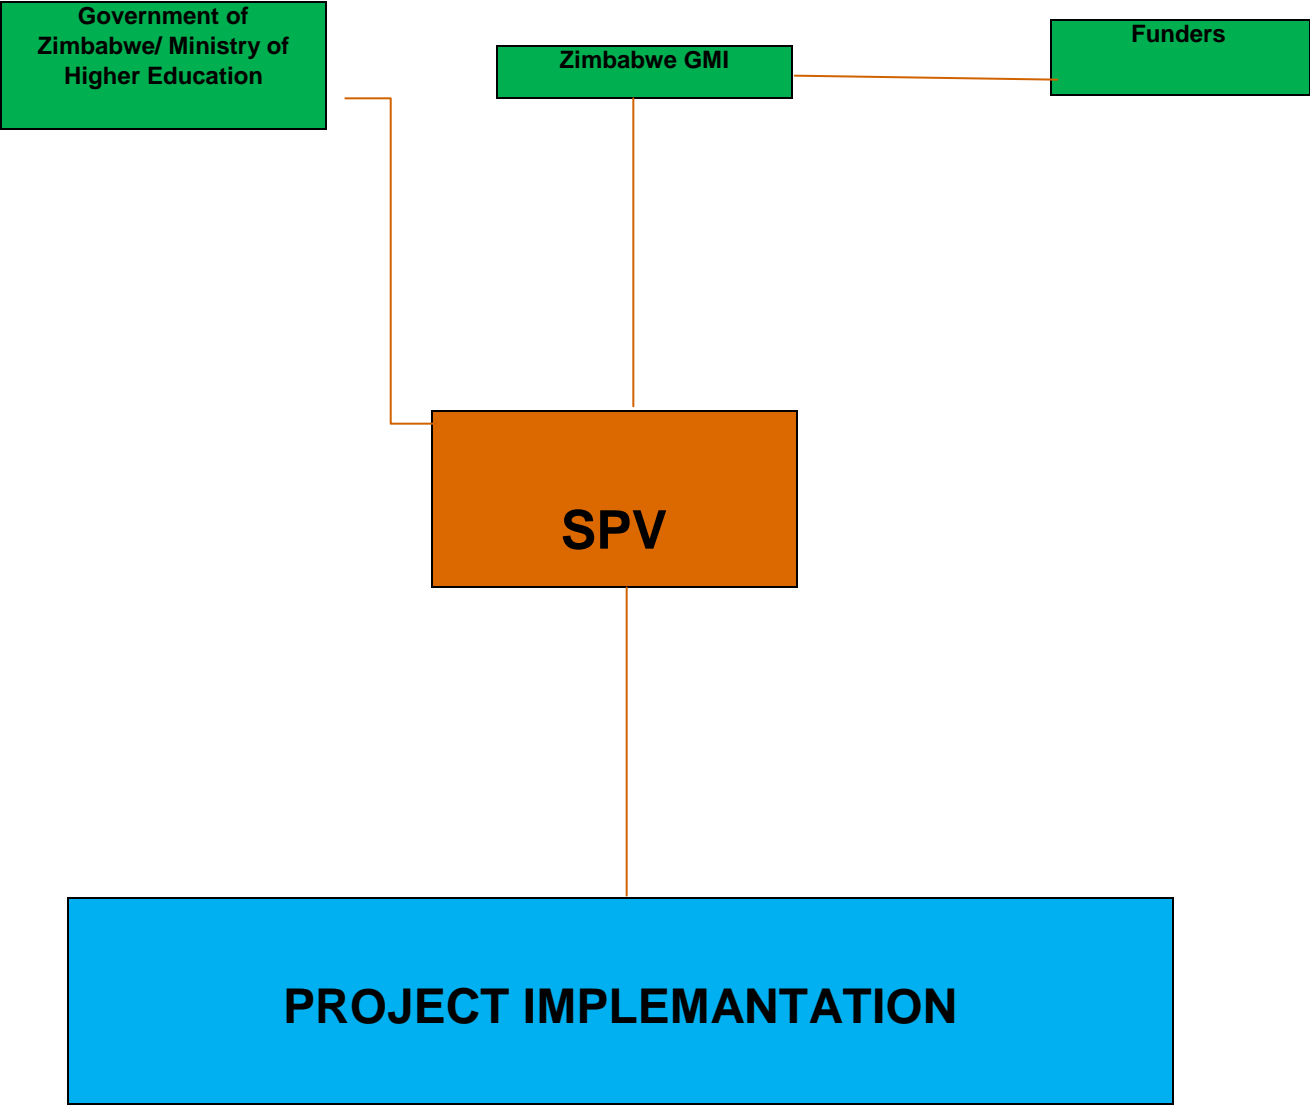 Government of
Zimbabwe/ Ministry of
Higher Education
Zimbabwe GMI
Funders
SPV
PROJECT IMPLEMANTATION